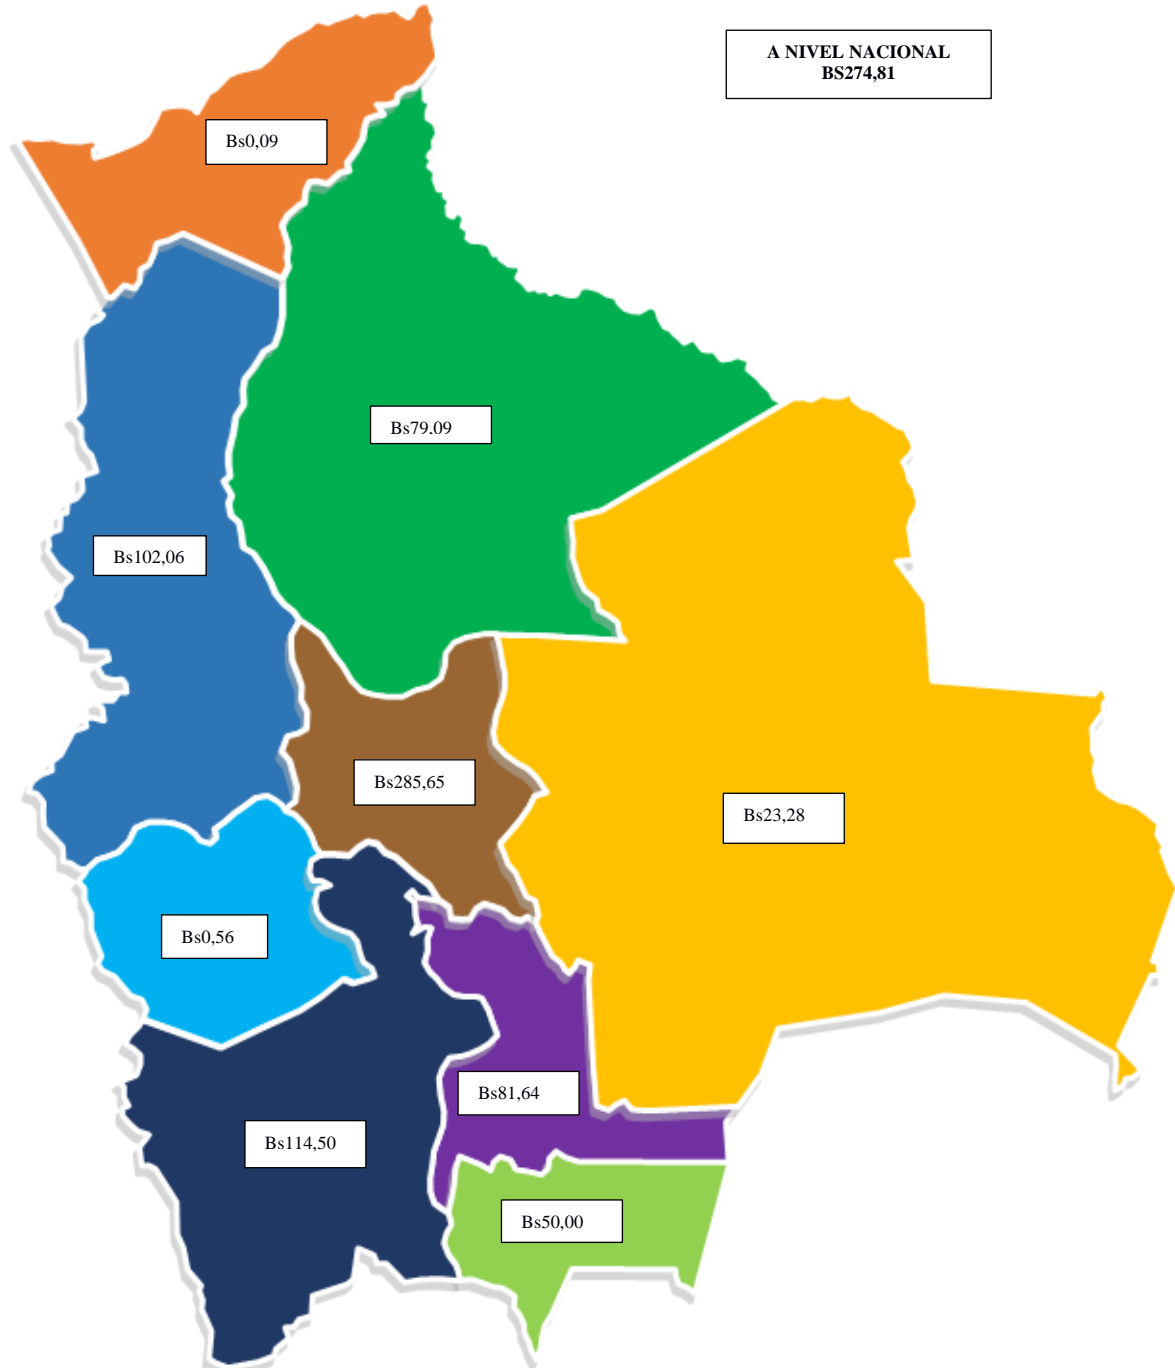 A NIVEL NACIONAL
BS274,81
Bs0,09
Bs79.09
Bs102,06
Bs285,65
Bs23,28
Bs0,56
Bs81,64
Bs114,50
Bs50,00